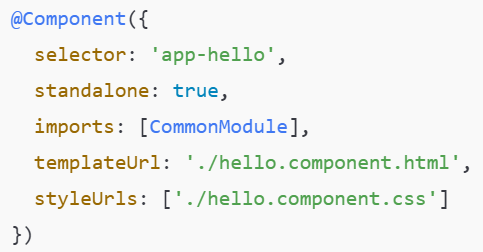 @Component({
  selector: 'app-hello',
  standalone: true,
  imports: [CommonModule],
  templateUrl: './hello.component.html',
  styleUrls: ['./hello.component.css']
})